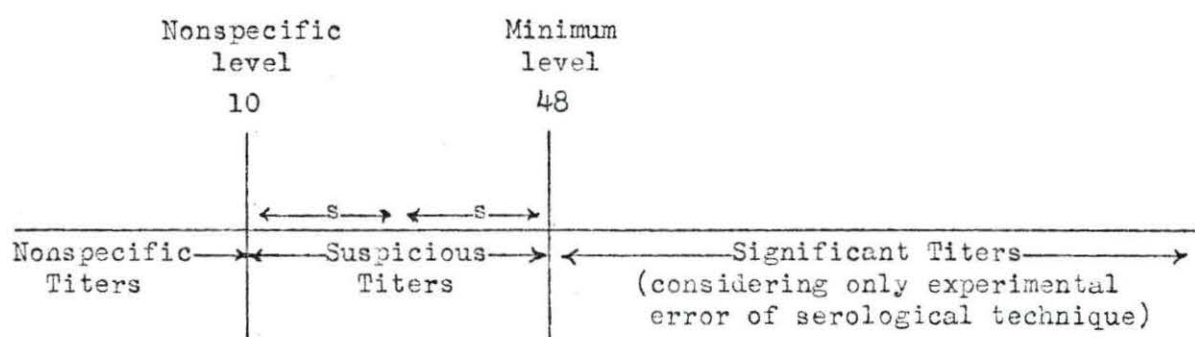 Nonspecific level
10
Minimum level
48
s s
Nonspecific Titers
Suspicious Titers
Significant Titers
(considering only experimental
error of serological technique)